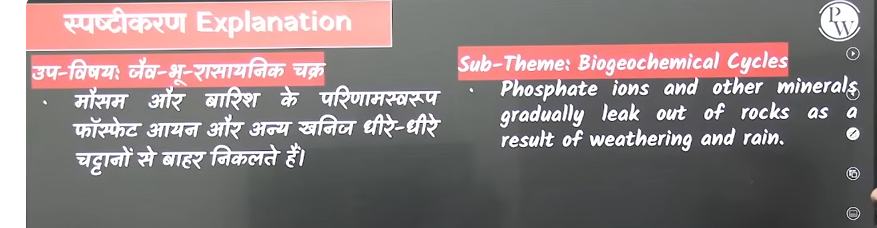 स्पष्टीकरण Explanation
PW
उप-विषय: जैव-भू-रासायनिक चक्र
• मौसम और बारिश के परिणामस्वरूप
फॉस्फेट आयन और अन्य खनिज धीरे-धीरे
चट्टानों से बाहर निकलते हैं।
Sub-Theme: Biogeochemical Cycles
• Phosphate ions and other minerals
gradually leak out of rocks as a
result of weathering and rain.